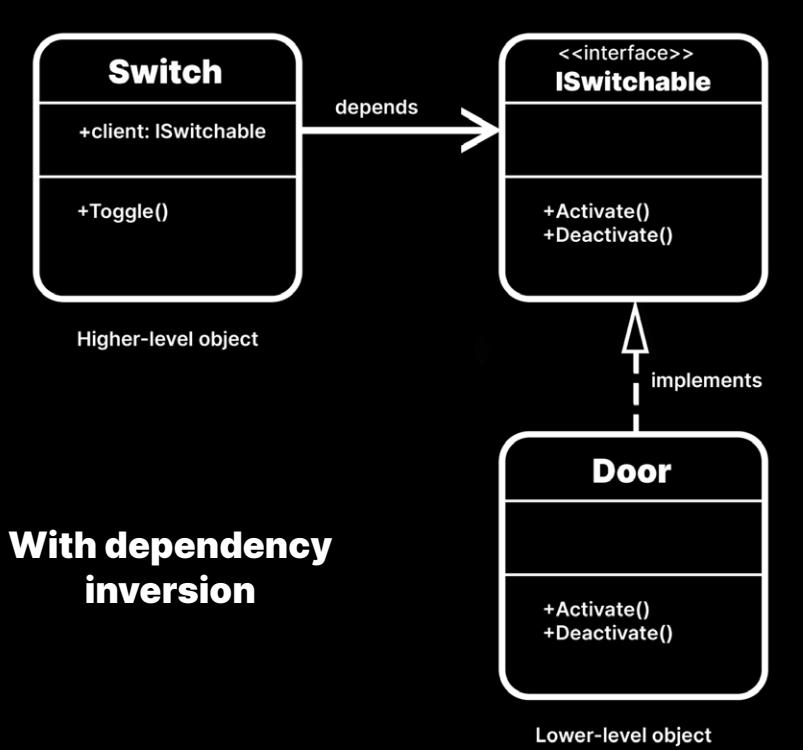 Switch
+client: ISwitchable
+Toggle()
Higher-level object
depends
<<interface>>
ISwitchable
+Activate()
+Deactivate()
implements
Door
+Activate()
+Deactivate()
Lower-level object
With dependency
inversion